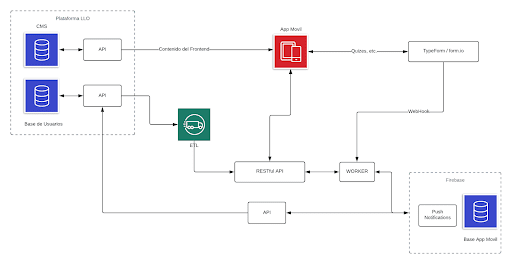 Plataforma LLO
CMS
API
Contenido del Frontend
App Movil
Quizes, etc.
TypeForm / form.io
API
Base de Usuarios
WebHook
ETL
RESTful API
WORKER
Firebase
API
Push
Notifications
Base App Movil